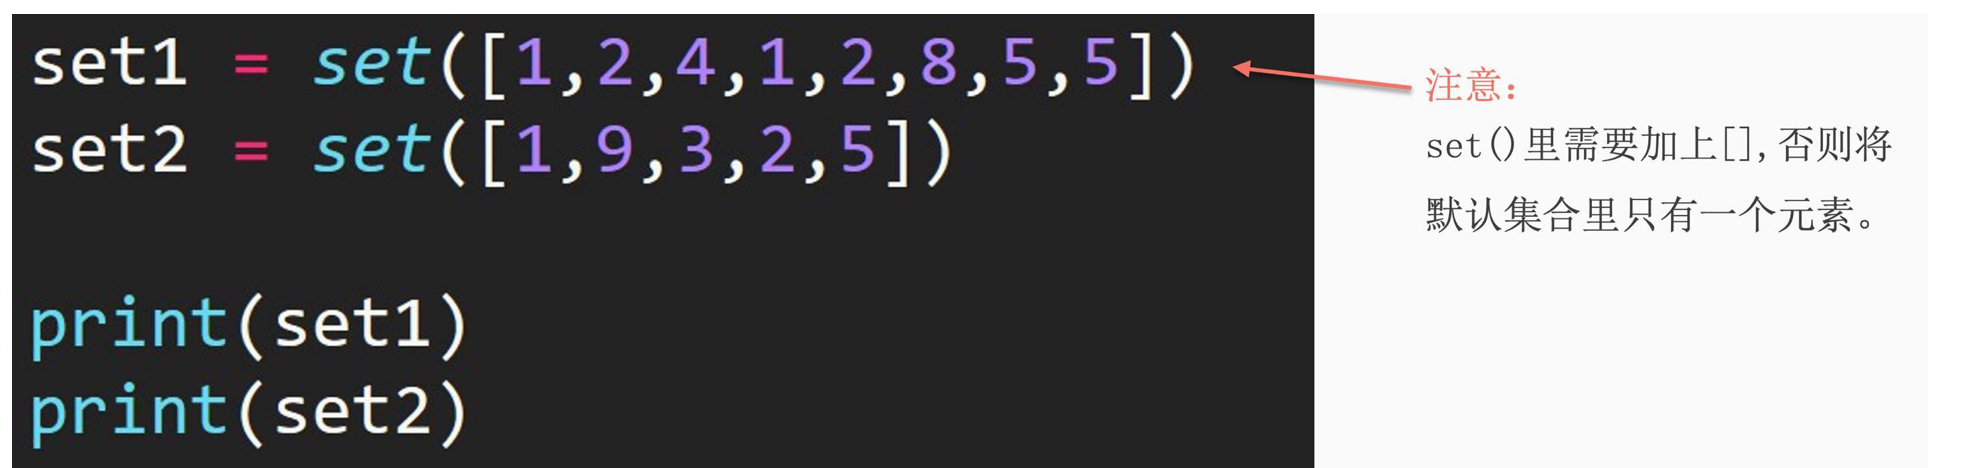 set1 = set([1,2,4,1,2,8,5,5])
set2 = set([1,9,3,2,5])
print(set1)
print(set2)
注意：
set()里需要加上[],否则将
默认集合里只有一个元素。